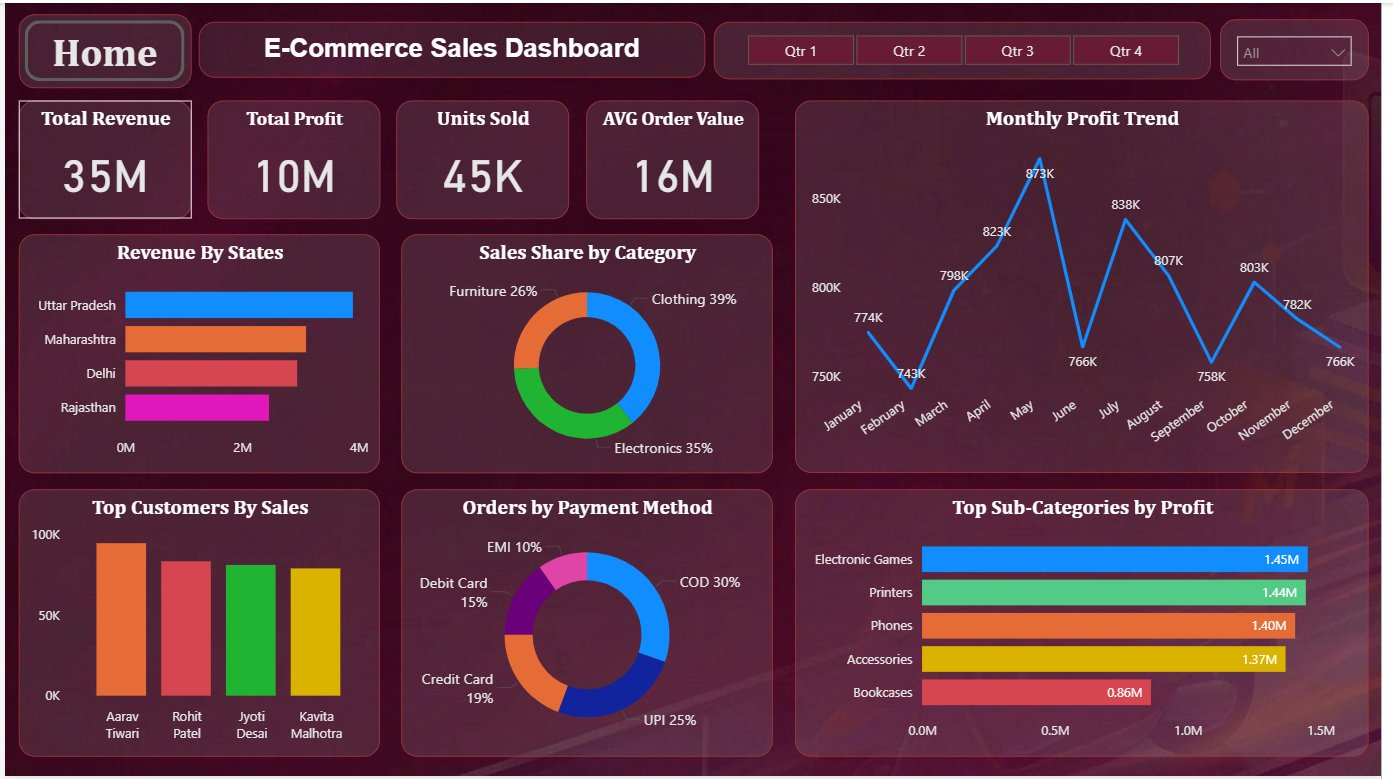 Home
E-Commerce Sales Dashboard
Qtr 1
Qtr 2
Qtr 3
Qtr 4
All
Total Revenue
35M
Total Profit
10M
Units Sold
45K
AVG Order Value
16M
Monthly Profit Trend
850K
800K
750K
774K
743K
798K
823K
873K
766K
838K
807K
758K
803K
782K
766K
January
February
March
April
May
June
July
August
September
October
November
December
Revenue By States
Uttar Pradesh
Maharashtra
Delhi
Rajasthan
0M
2M
4M
Sales Share by Category
Furniture 26%
Clothing 39%
Electronics 35%
Top Customers By Sales
100K
50K
0K
Aarav
Tiwari
Rohit
Patel
Jyoti
Desai
Kavita
Malhotra
Orders by Payment Method
EMI 10%
COD 30%
Debit Card
15%
Credit Card
19%
UPI 25%
Top Sub-Categories by Profit
Electronic Games
1.45M
Printers
1.44M
Phones
1.40M
Accessories
1.37M
Bookcases
0.86M
0.0M
0.5M
1.0M
1.5M